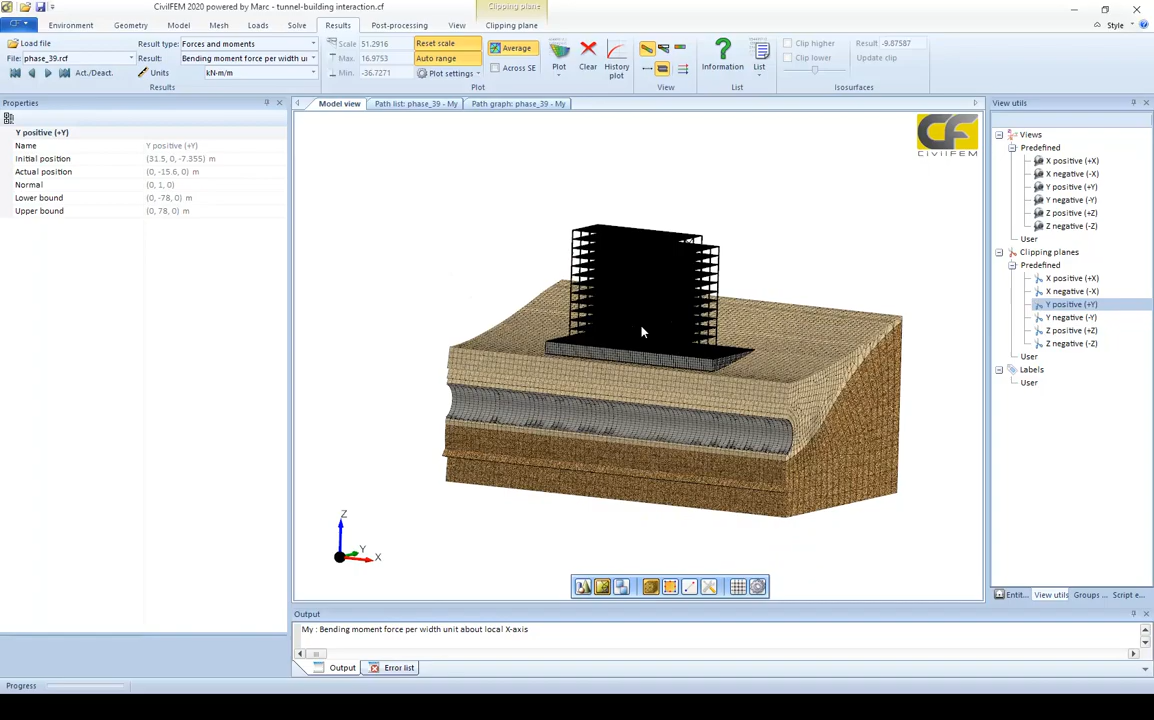 CivilFEM 2020 powered by Marc - tunnel-building interaction.cf
Clipping plane
CF
Environment
Geometry
Model
Mesh
Loads
Solve
Results
Post-processing
View
Clipping plane
Style
Load file
Result type: Forces and moments
Scale 51.2916
Reset scale
Average
Plot
Clear
History plot
Information
List
Clip higher
Result -9.87587
File: phase_39.rcf
Result: Bending moment force per width u
Max. 16.9753
Auto range
Across SE
Clip lower
Update clip
Act./Deact.
Units
kN·m/m
Min. -36.7271
Plot settings
Results
Plot
View
List
Isosurfaces
Properties
Model view
Path list: phase_39 - My
Path graph: phase_39 - My
View utils
Y positive (+Y)
Name Y positive (+Y)
Initial position (31.5, 0, -7.355) m
Actual position (0, -15.6, 0) m
Normal (0, 1, 0)
Lower bound (0, -78, 0) m
Upper bound (0, 78, 0) m
CF
CIVILFEM
Views
Predefined
X positive (+X)
X negative (-X)
Y positive (+Y)
Y negative (-Y)
Z positive (+Z)
Z negative (-Z)
User
Clipping planes
Predefined
X positive (+X)
X negative (-X)
Y positive (+Y)
Y negative (-Y)
Z positive (+Z)
Z negative (-Z)
User
Labels
User
Z
Y
X
Entit...
View utils
Groups ...
Script e...
Output
My : Bending moment force per width unit about local X-axis
Output
Error list
Progress